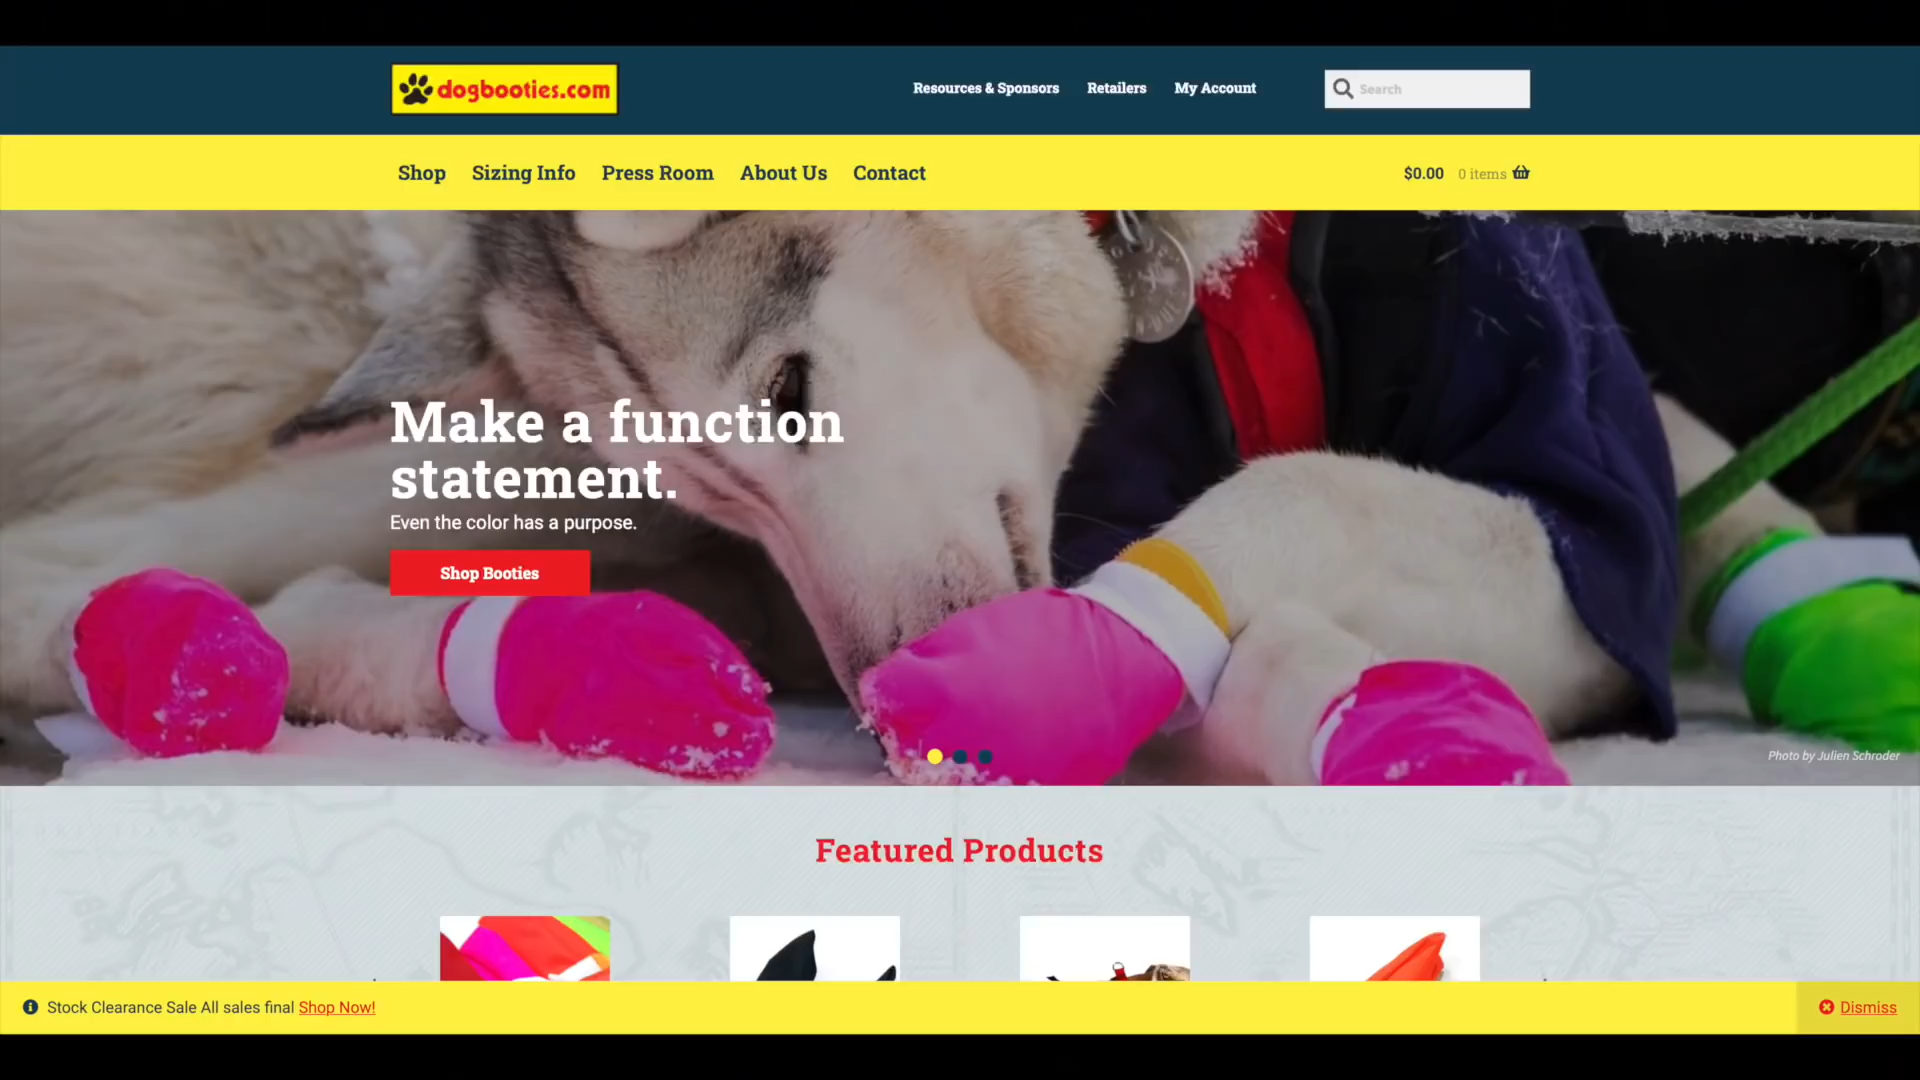 dogbooties.com
Resources & Sponsors
Retailers
My Account
Search
Shop
Sizing Info
Press Room
About Us
Contact
$0.00
0 items
Make a function
statement.
Even the color has a purpose.
Shop Booties
Photo by Julien Schroder
Featured Products
Stock Clearance Sale All sales final Shop Now!
Dismiss